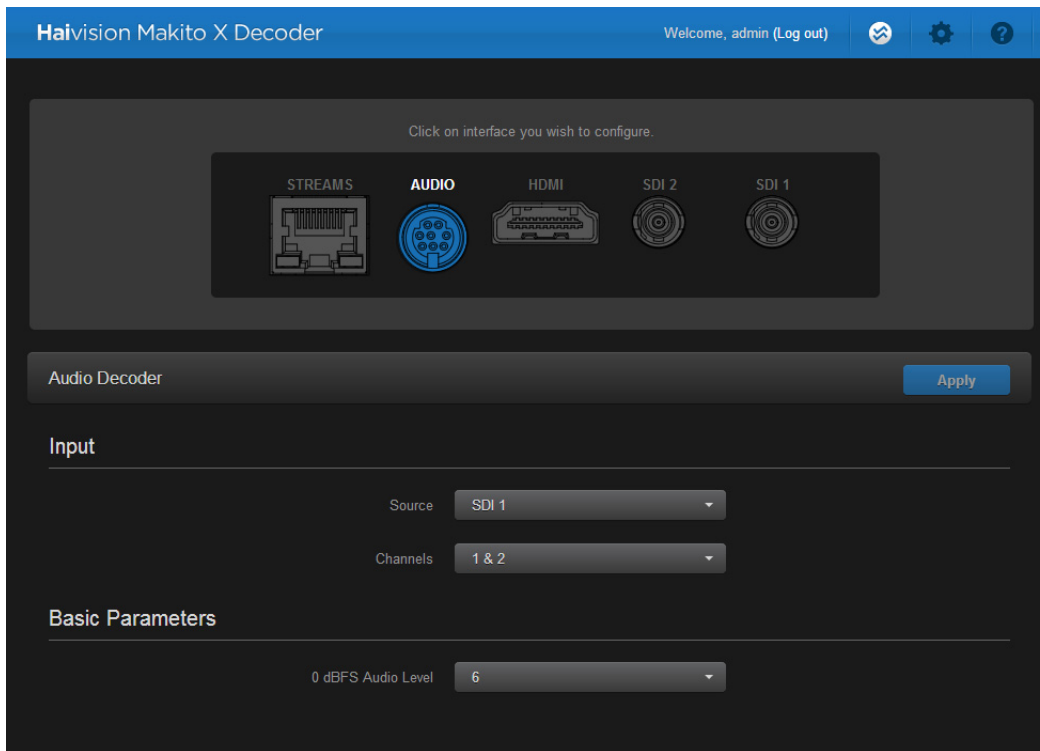 Haivision Makito X Decoder Welcome, admin (Log out)
Click on interface you wish to configure.
STREAMS AUDIO HDMI SDI 2 SDI 1
Audio Decoder Apply
Input
Source SDI 1
Channels 1 & 2
Basic Parameters
0 dBFS Audio Level 6